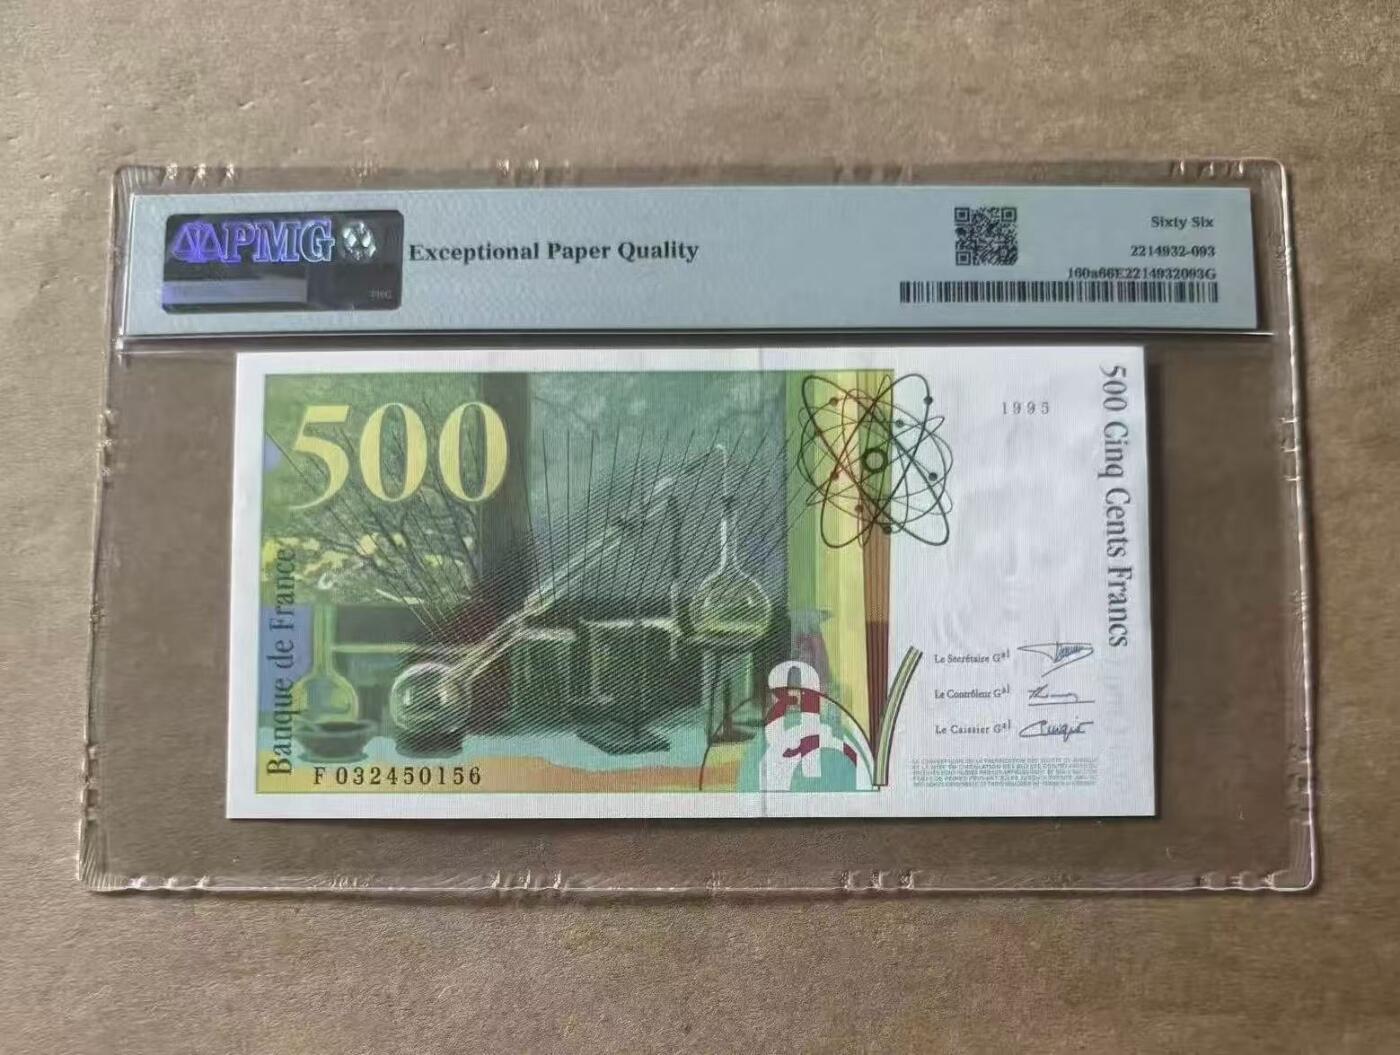 PMG
PMG
Exceptional Paper Quality
Sixty Six
2214932-093
160a66E2214932093G
500
1995
500 Cinq Cents Francs
Banque de France
Le Secrétaire Gal
Le Contrôleur Gal
Le Caissier Gal
F 032450156